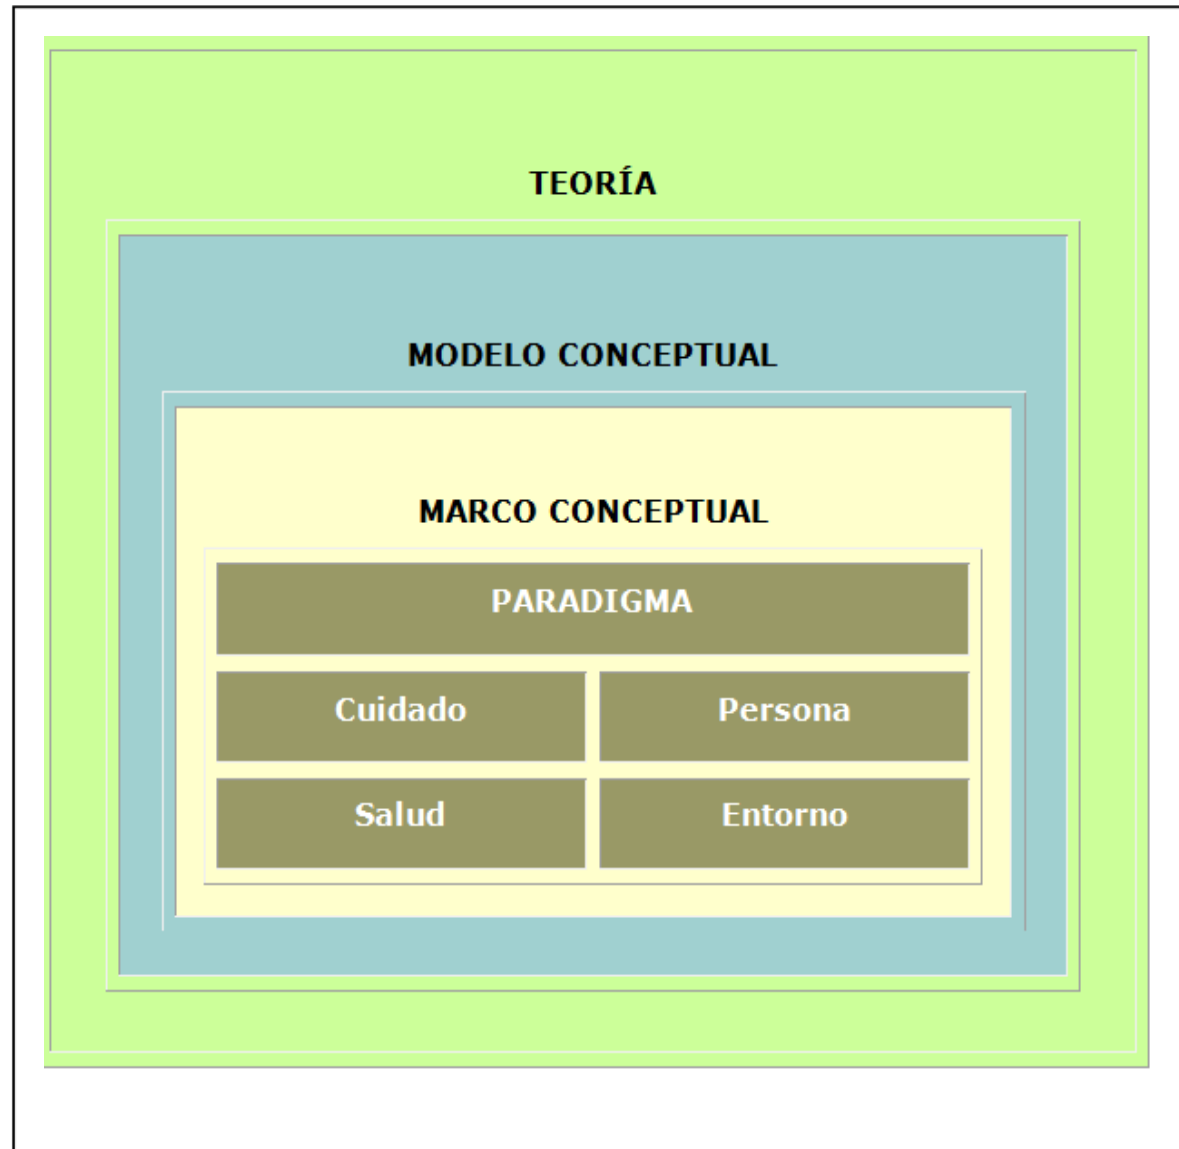 TEORÍA
MODELO CONCEPTUAL
MARCO CONCEPTUAL
PARADIGMA
Cuidado Persona
Salud Entorno